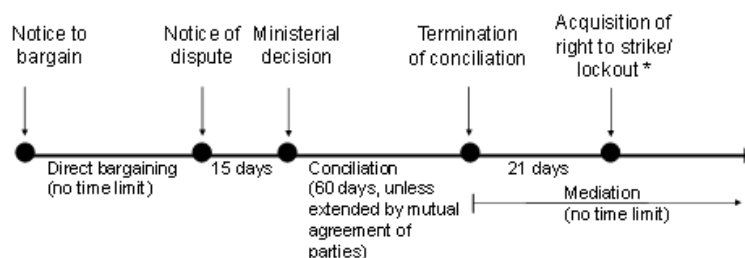 Notice to
bargain
Notice of
dispute
Ministerial
decision
Termination
of conciliation
Acquisition of
right to strike/
lockout *
Direct bargaining
(no time limit)
15 days
Conciliation
(60 days, unless
extended by mutual
agreement of
parties)
21 days
Mediation
(no time limit)